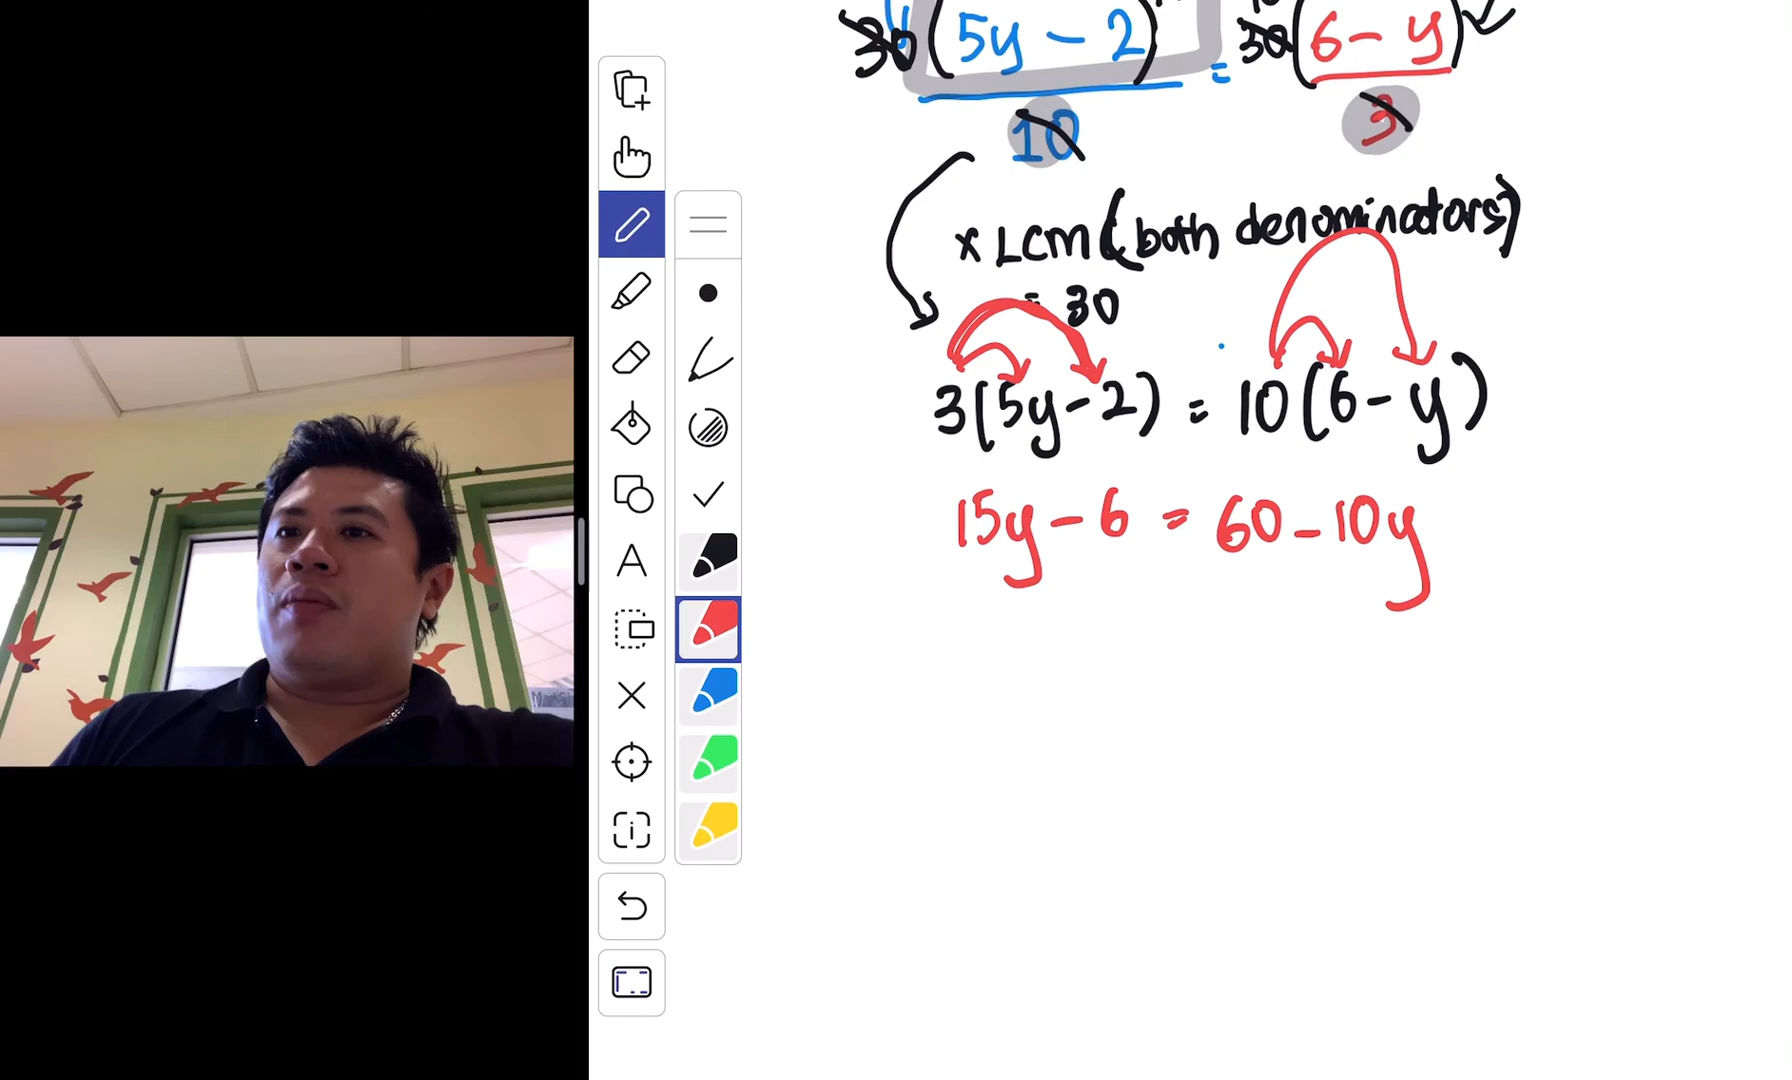 30(5y - 2) = 30(6 - y)
10 3
x LCM (both denominators)
= 30
3(5y - 2) = 10(6 - y)
15y - 6 = 60 - 10y
A